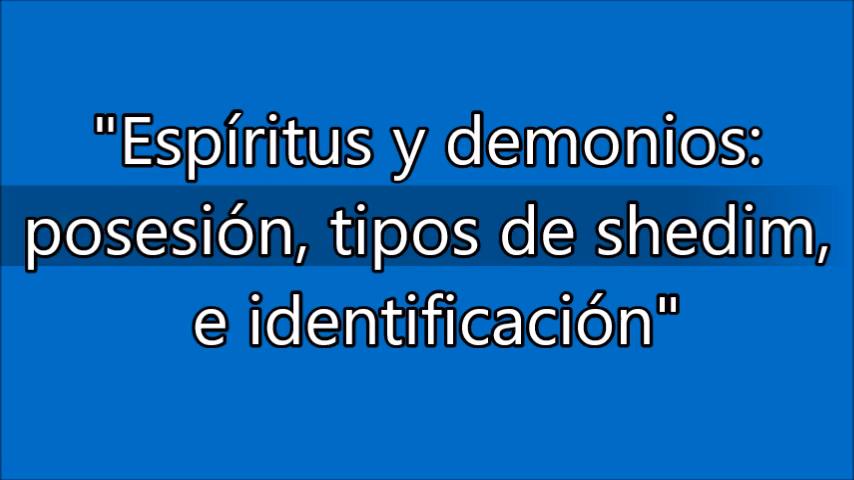 "Espíritus y demonios:
posesión, tipos de shedim,
e identificación"